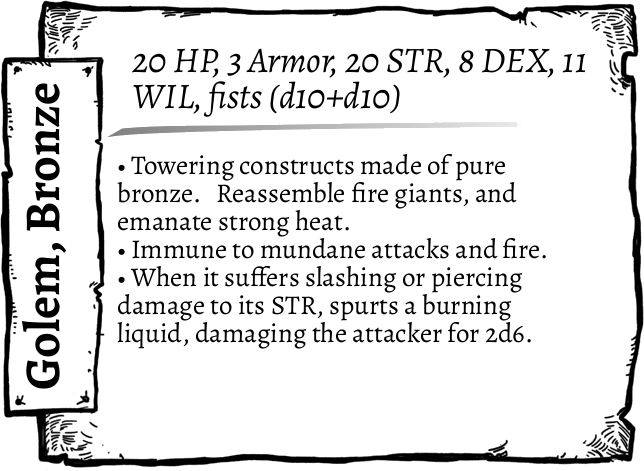 Golem, Bronze
20 HP, 3 Armor, 20 STR, 8 DEX, 11
WIL, fists (d10+d10)
• Towering constructs made of pure
bronze. Reassemble fire giants, and
emanate strong heat.
• Immune to mundane attacks and fire.
• When it suffers slashing or piercing
damage to its STR, spurts a burning
liquid, damaging the attacker for 2d6.